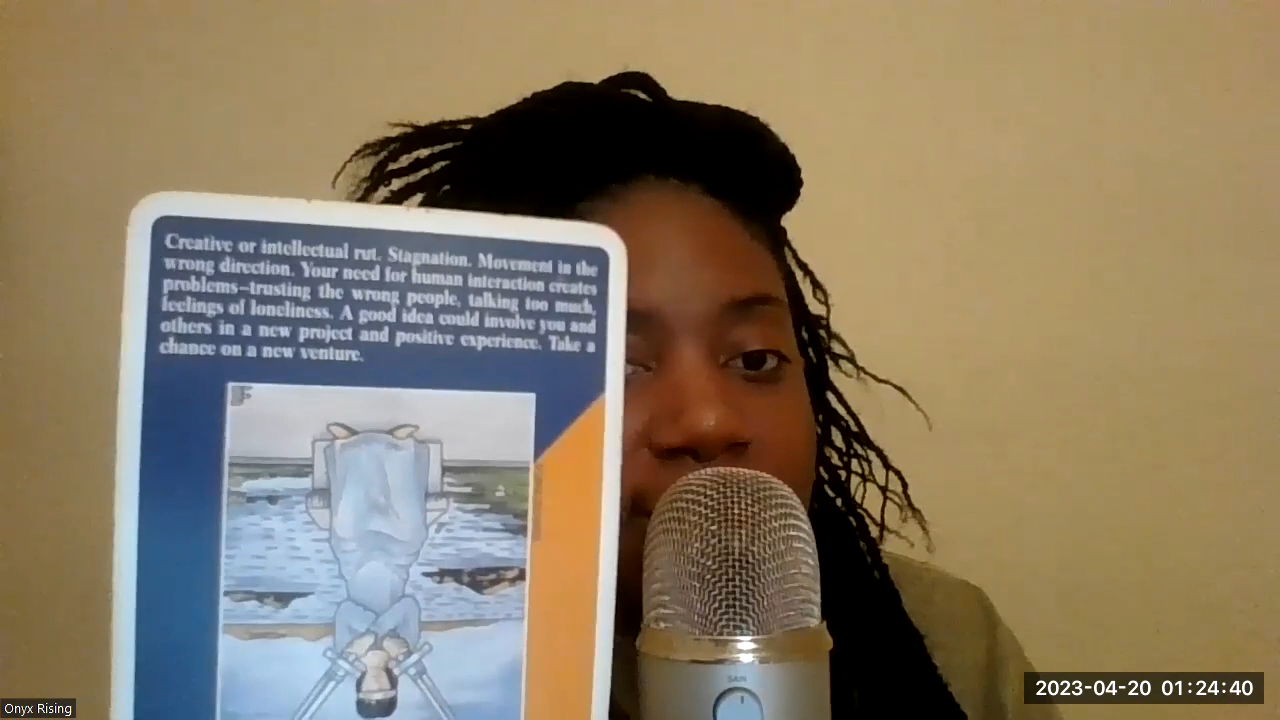 Creative or intellectual rut. Stagnation. Movement in the
wrong direction. Your need for human interaction creates
problems—trusting the wrong people, talking too much,
feelings of loneliness. A good idea could involve you and
others in a new project and positive experience. Take a
chance on a new venture.
GAIN
Onyx Rising
2023-04-20 01:24:40